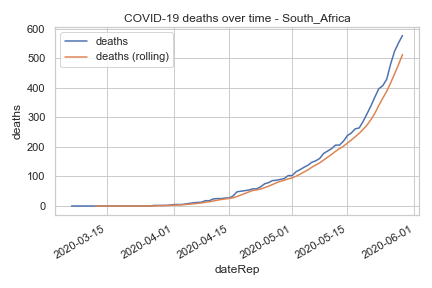 COVID-19 deaths over time - South_Africa
deaths
deaths (rolling)
600
500
400
300
200
100
0
deaths
2020-03-15
2020-04-01
2020-04-15
2020-05-01
2020-05-15
2020-06-01
dateRep